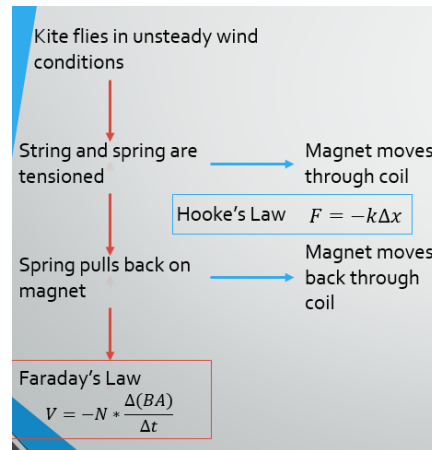 Kite flies in unsteady wind
conditions
String and spring are
tensioned
Magnet moves
through coil
Hooke's Law F = −kΔx
Spring pulls back on
magnet
Magnet moves
back through
coil
Faraday's Law
V = −N * Δ(BA)/Δt